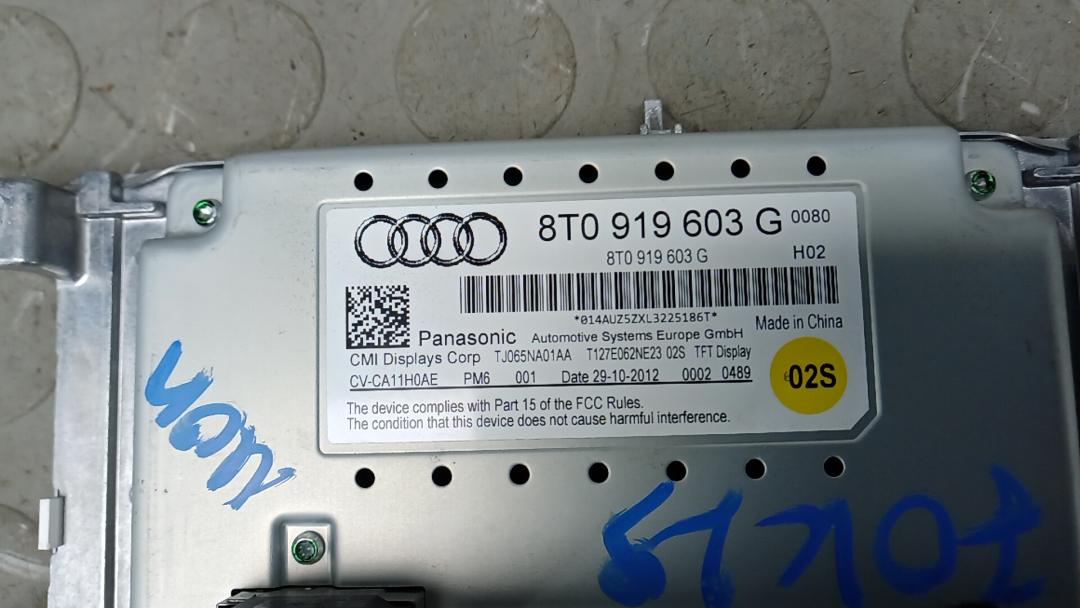 8T0 919 603 G 0080
8T0 919 603 G H02
*014AUZ5ZXL3225186T*
Panasonic Automotive Systems Europe GmbH Made in China
CMI Displays Corp TJ065NA01AA T127E062NE23 02S TFT Display
CV-CA11H0AE PM6 001 Date 29-10-2012 0002 0489
02S
The device complies with Part 15 of the FCC Rules.
The condition that this device does not cause harmful interference.